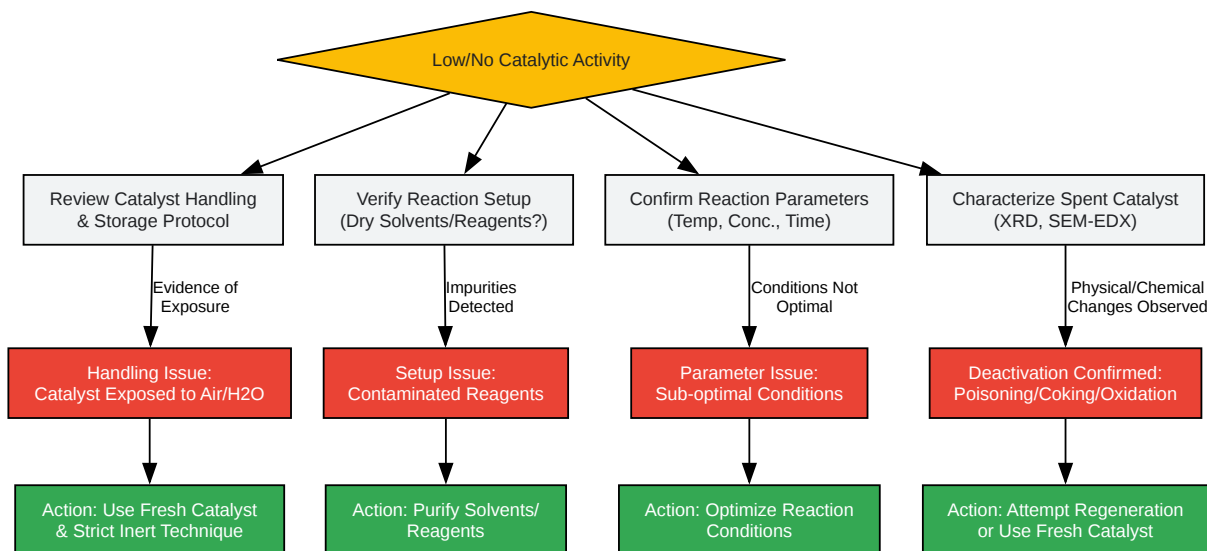 Low/No Catalytic Activity
Review Catalyst Handling
& Storage Protocol
Verify Reaction Setup
(Dry Solvents/Reagents?)
Confirm Reaction Parameters
(Temp, Conc., Time)
Characterize Spent Catalyst
(XRD, SEM-EDX)
Evidence of
Exposure
Impurities
Detected
Conditions Not
Optimal
Physical/Chemical
Changes Observed
Handling Issue:
Catalyst Exposed to Air/H2O
Setup Issue:
Contaminated Reagents
Parameter Issue:
Sub-optimal Conditions
Deactivation Confirmed:
Poisoning/Coking/Oxidation
Action: Use Fresh Catalyst
& Strict Inert Technique
Action: Purify Solvents/
Reagents
Action: Optimize Reaction
Conditions
Action: Attempt Regeneration
or Use Fresh Catalyst